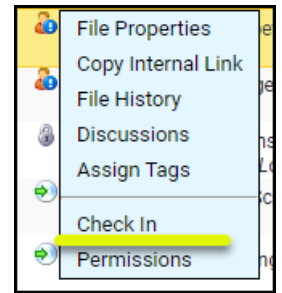 File Properties
Copy Internal Link
File History
Discussions
Assign Tags
Check In
Permissions